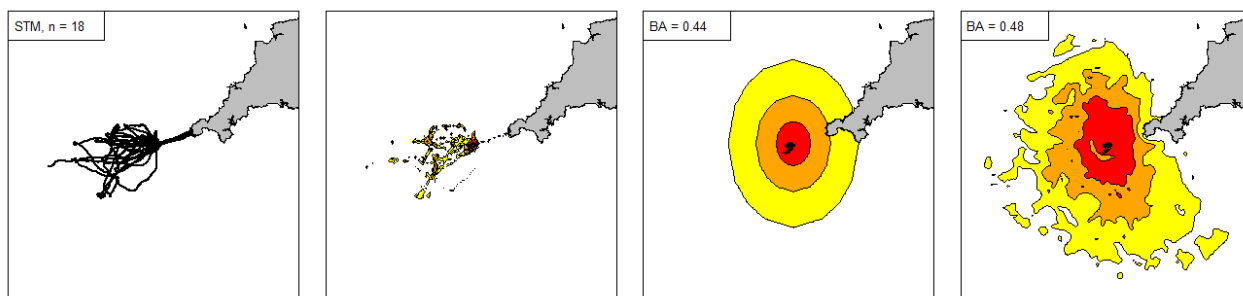 STM, n = 18
BA = 0.44
BA = 0.48